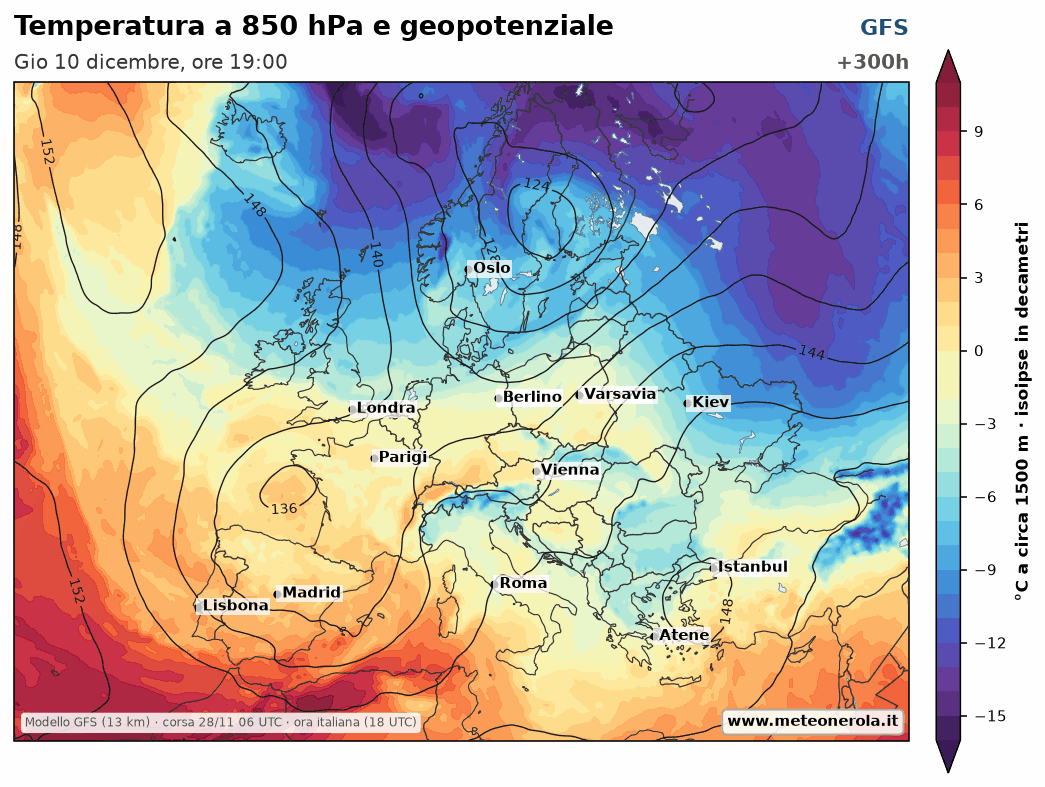 Temperatura a 850 hPa e geopotenziale
GFS
Gio 10 dicembre, ore 19:00
+300h
152
148
148
140
124
128
144
136
152
148
Oslo
Londra
Berlino
Varsavia
Kiev
Parigi
Vienna
Lisbona
Madrid
Roma
Istanbul
Atene
9
6
3
0
−3
−6
−9
−12
−15
°C a circa 1500 m · isoipse in decametri
Modello GFS (13 km) · corsa 28/11 06 UTC · ora italiana (18 UTC)
www.meteonerola.it